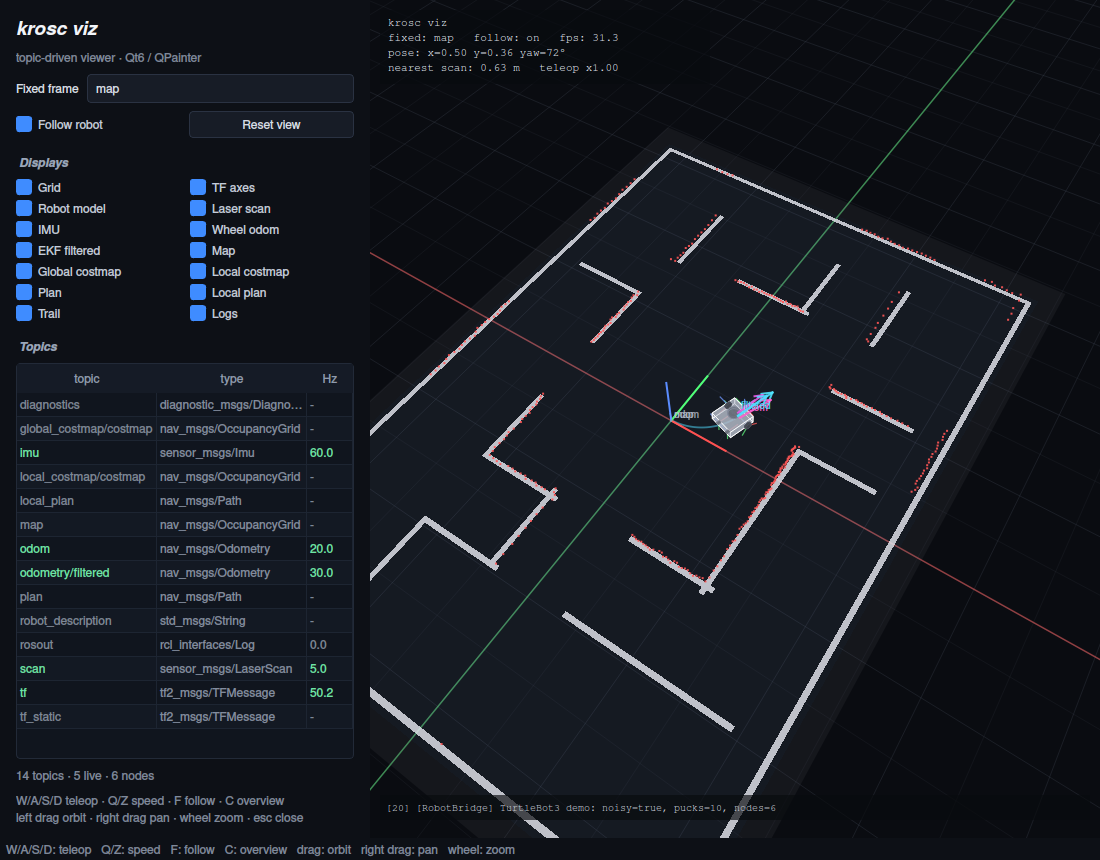 krosc viz
topic-driven viewer · Qt6 / QPainter
Fixed frame map
Follow robot Reset view
Displays
Grid TF axes
Robot model Laser scan
IMU Wheel odom
EKF filtered Map
Global costmap Local costmap
Plan Local plan
Trail Logs
Topics
topic type Hz
diagnostics diagnostic_msgs/Diagno... -
global_costmap/costmap nav_msgs/OccupancyGrid -
imu sensor_msgs/Imu 60.0
local_costmap/costmap nav_msgs/OccupancyGrid -
local_plan nav_msgs/Path -
map nav_msgs/OccupancyGrid -
odom nav_msgs/Odometry 20.0
odometry/filtered nav_msgs/Odometry 30.0
plan nav_msgs/Path -
robot_description std_msgs/String -
rosout rcl_interfaces/Log 0.0
scan sensor_msgs/LaserScan 5.0
tf tf2_msgs/TFMessage 50.2
tf_static tf2_msgs/TFMessage -
14 topics · 5 live · 6 nodes
W/A/S/D teleop · Q/Z speed · F follow · C overview
left drag orbit · right drag pan · wheel zoom · esc close
krosc viz
fixed: map follow: on fps: 31.3
pose: x=0.50 y=0.36 yaw=72°
nearest scan: 0.63 m teleop x1.00
[20] [RobotBridge] TurtleBot3 demo: noisy=true, pucks=10, nodes=6
W/A/S/D: teleop Q/Z: speed F: follow C: overview drag: orbit right drag: pan wheel: zoom